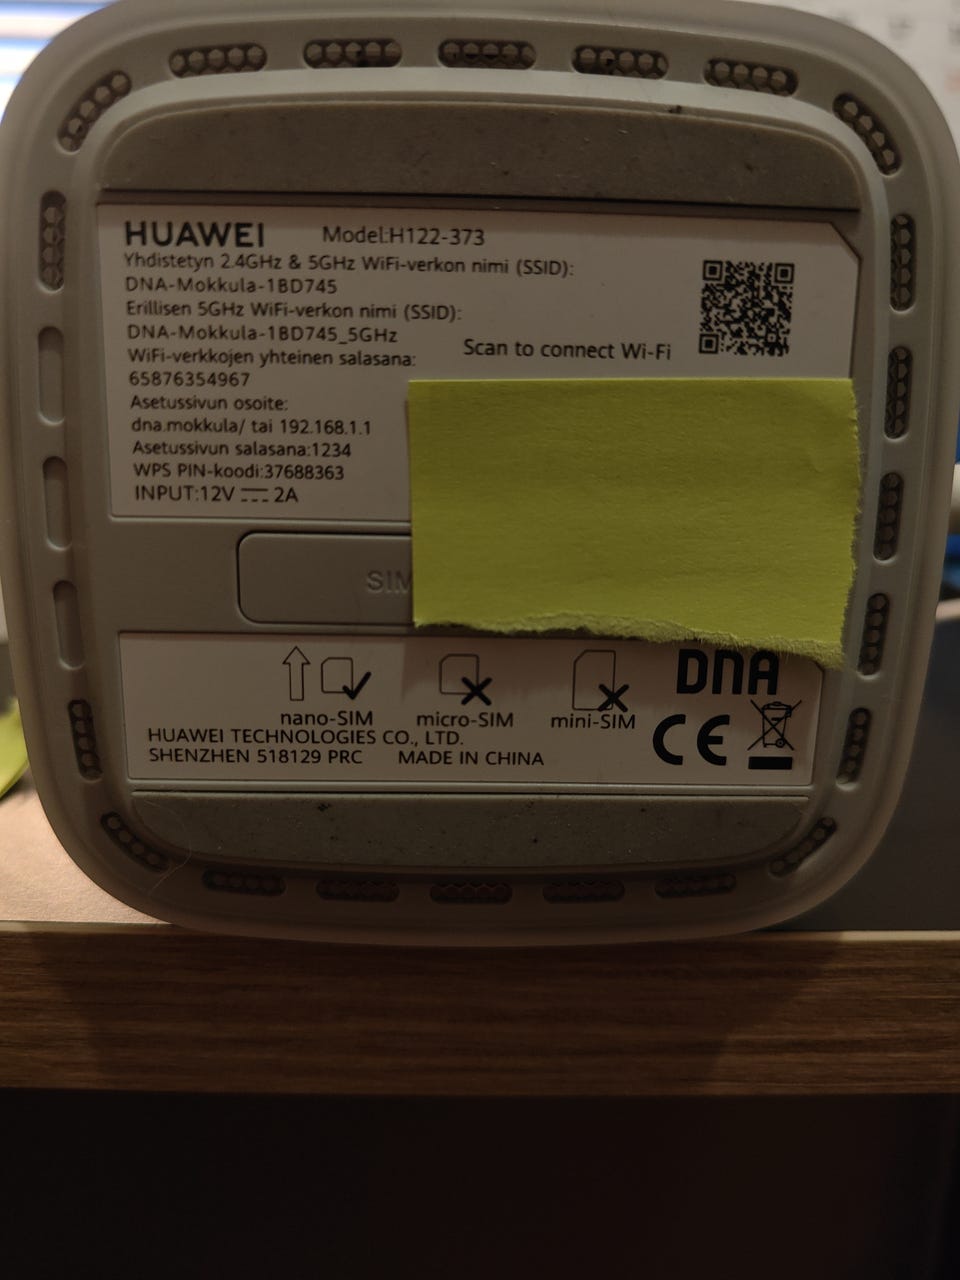 HUAWEI Model:H122-373
Yhdistetyn 2.4GHz & 5GHz WiFi-verkon nimi (SSID):
DNA-Mokkula-1BD745
Erillisen 5GHz WiFi-verkon nimi (SSID):
DNA-Mokkula-1BD745_5GHz
WiFi-verkkojen yhteinen salasana:
65876354967
Asetussivun osoite:
dna.mokkula/ tai 192.168.1.1
Asetussivun salasana:1234
WPS PIN-koodi:37688363
INPUT:12V ⎓ 2A
Scan to connect Wi-Fi
SIM
nano-SIM micro-SIM mini-SIM
HUAWEI TECHNOLOGIES CO., LTD.
SHENZHEN 518129 PRC MADE IN CHINA
DNA
CE